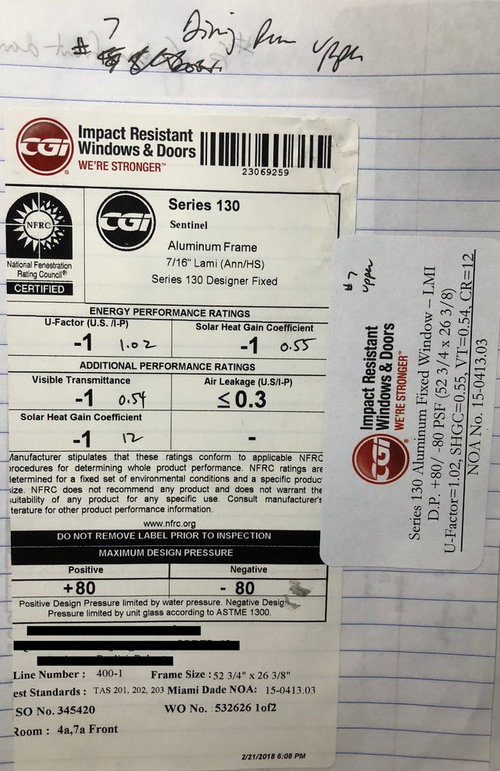 # 7 Dining Rm upper
CGI
®
Impact Resistant
Windows & Doors
WE'RE STRONGER™
23069259
NFRC
National Fenestration
Rating Council®
CERTIFIED
CGI
Series 130
Sentinel
Aluminum Frame
7/16" Lami (Ann/HS)
Series 130 Designer Fixed
ENERGY PERFORMANCE RATINGS
U-Factor (U.S. /I-P)
-1 1.02
Solar Heat Gain Coefficient
-1 0.55
ADDITIONAL PERFORMANCE RATINGS
Visible Transmittance
-1 0.54
Air Leakage (U.S/I-P)
≤0.3
Solar Heat Gain Coefficient
-1 12
-
Manufacturer stipulates that these ratings conform to applicable NFRC
procedures for determining whole product performance. NFRC ratings are
determined for a fixed set of environmental conditions and a specific product
size. NFRC does not recommend any product and does not warrant the
suitability of any product for any specific use. Consult manufacturer's
terature for other product performance information.
www.nfrc.org
DO NOT REMOVE LABEL PRIOR TO INSPECTION
MAXIMUM DESIGN PRESSURE
Positive
+80
Negative
- 80
Positive Design Pressure limited by water pressure. Negative Desig
Pressure limited by unit glass according to ASTME 1300.
Line Number : 400-1 Frame Size : 52 3/4" x 26 3/8"
est Standards : TAS 201, 202, 203 Miami Dade NOA: 15-0413.03
SO No. 345420 WO No. 532626 1of2
Room : 4a,7a Front
2/21/2018 6:08 PM
#7
upper
CGI
Impact Resistant
Windows & Doors
WE'RE STRONGER™
Series 130 Aluminum Fixed Window – LMI
D.P. +80/ -80 PSF (52 3/4 x 26 3/8)
U-Factor=1.02, SHGC=0.55, VT=0.54, CR=12
NOA No. 15-0413.03